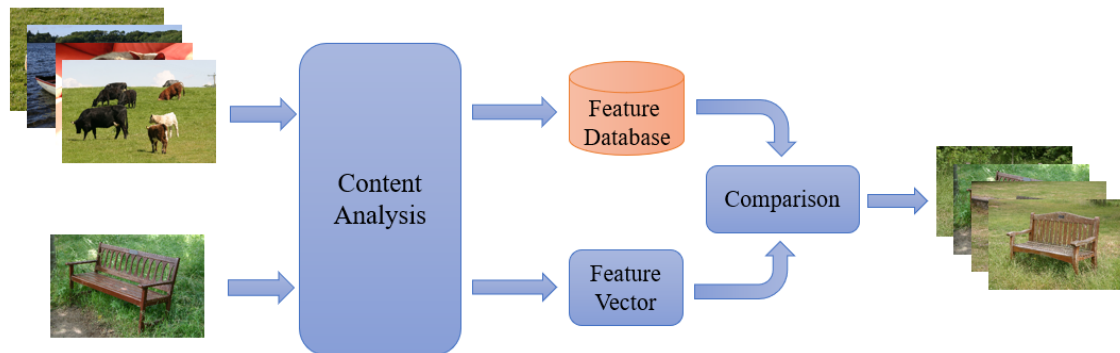 Content
Analysis
Feature
Database
Feature
Vector
Comparison